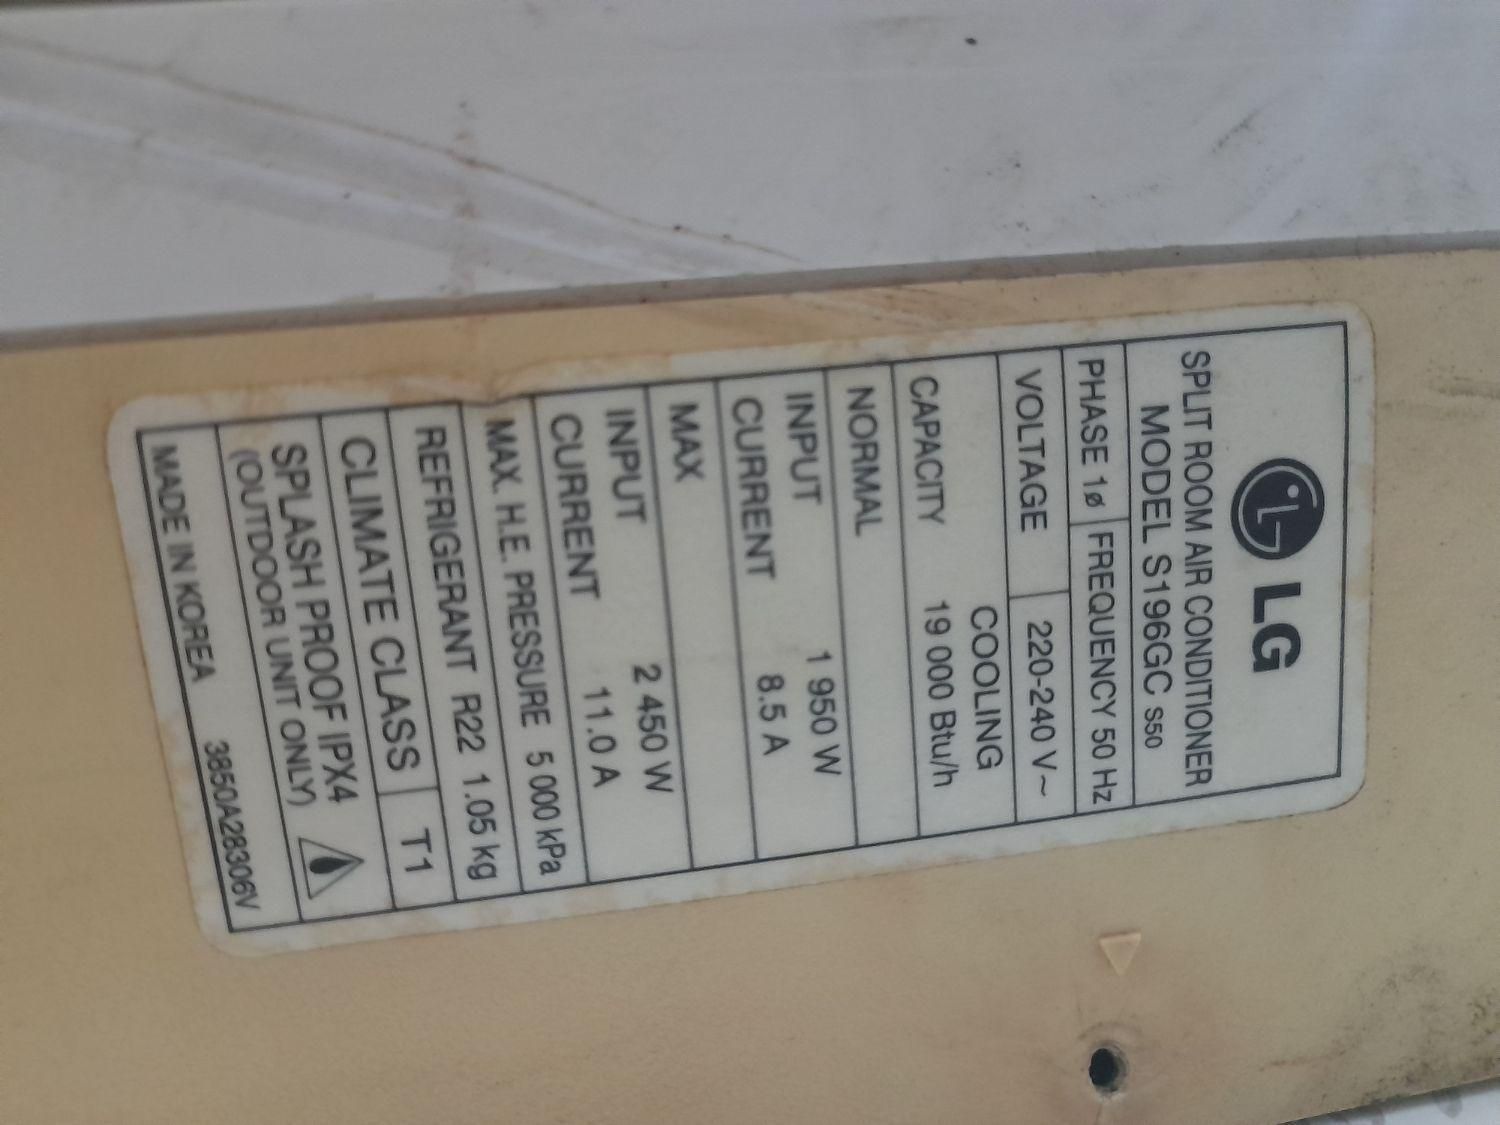 LG
SPLIT ROOM AIR CONDITIONER
MODEL S196GC S50
PHASE 1ø FREQUENCY 50 Hz
VOLTAGE 220-240 V~
COOLING
CAPACITY 19 000 Btu/h
NORMAL
INPUT 1 950 W
CURRENT 8.5 A
MAX
INPUT 2 450 W
CURRENT 11.0 A
MAX. H.E. PRESSURE 5 000 kPa
REFRIGERANT R22 1.05 kg
CLIMATE CLASS T1
SPLASH PROOF IPX4
(OUTDOOR UNIT ONLY)
MADE IN KOREA 3850A28306V